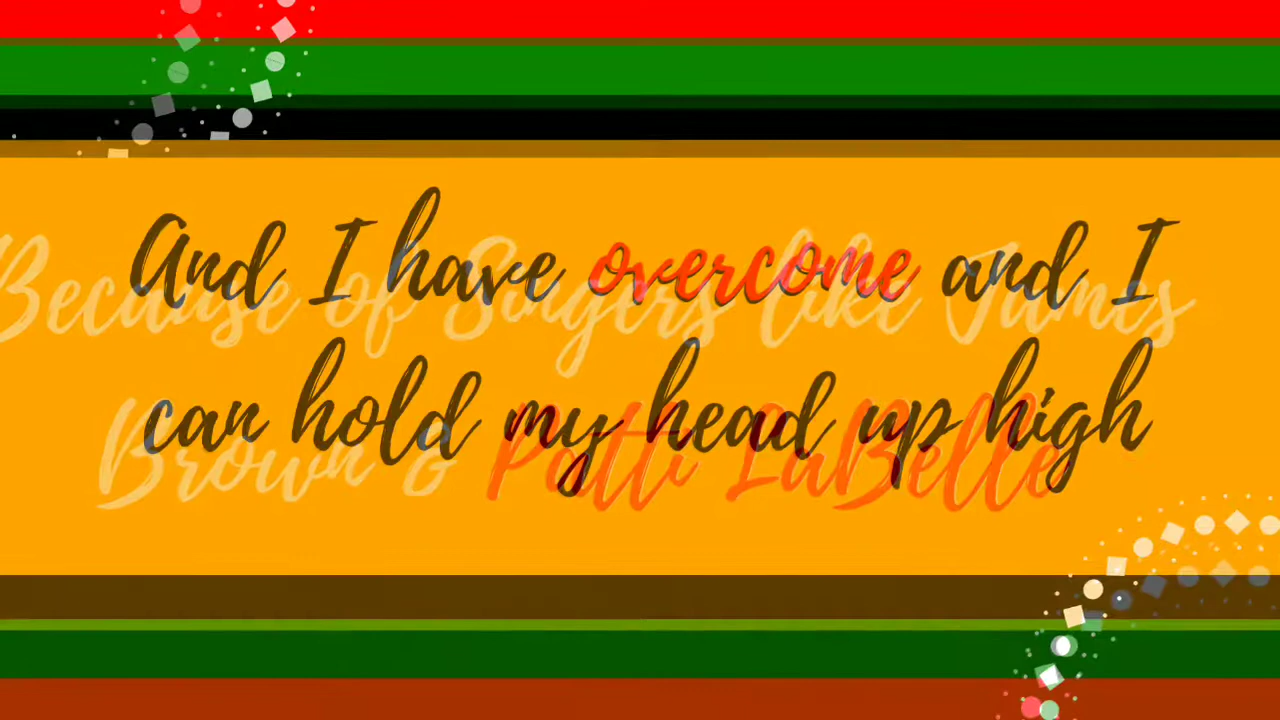 And I have overcome and I
can hold my head up high
Because of Singers like James
Brown & Patti LaBelle